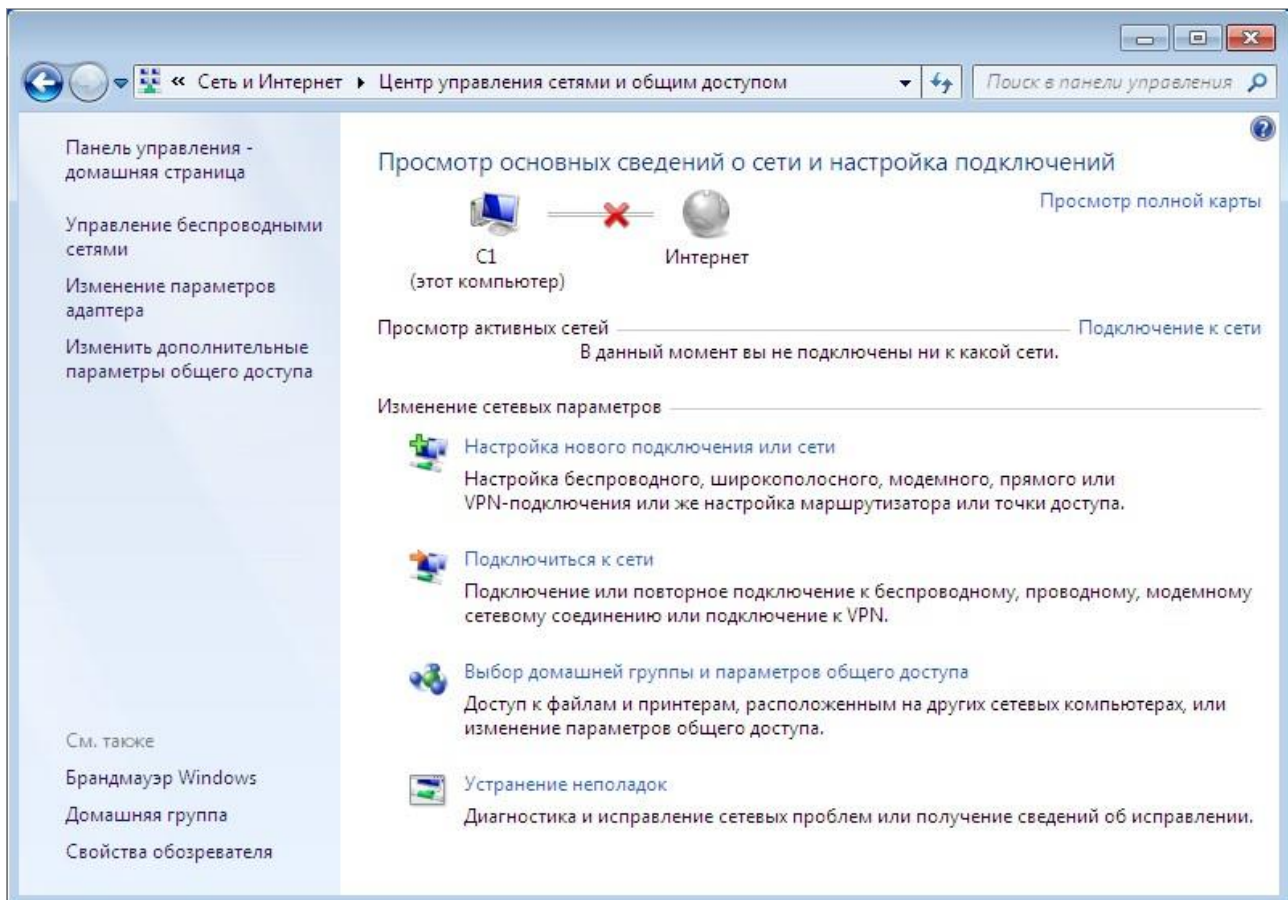 « Сеть и Интернет ▸ Центр управления сетями и общим доступом
Поиск в панели управления
Панель управления -
домашняя страница
Управление беспроводными
сетями
Изменение параметров
адаптера
Изменить дополнительные
параметры общего доступа
См. также
Брандмауэр Windows
Домашняя группа
Свойства обозревателя
Просмотр основных сведений о сети и настройка подключений
Просмотр полной карты
C1
(этот компьютер)
Интернет
Просмотр активных сетей
Подключение к сети
В данный момент вы не подключены ни к какой сети.
Изменение сетевых параметров
Настройка нового подключения или сети
Настройка беспроводного, широкополосного, модемного, прямого или
VPN-подключения или же настройка маршрутизатора или точки доступа.
Подключиться к сети
Подключение или повторное подключение к беспроводному, проводному, модемному
сетевому соединению или подключение к VPN.
Выбор домашней группы и параметров общего доступа
Доступ к файлам и принтерам, расположенным на других сетевых компьютерах, или
изменение параметров общего доступа.
Устранение неполадок
Диагностика и исправление сетевых проблем или получение сведений об исправлении.